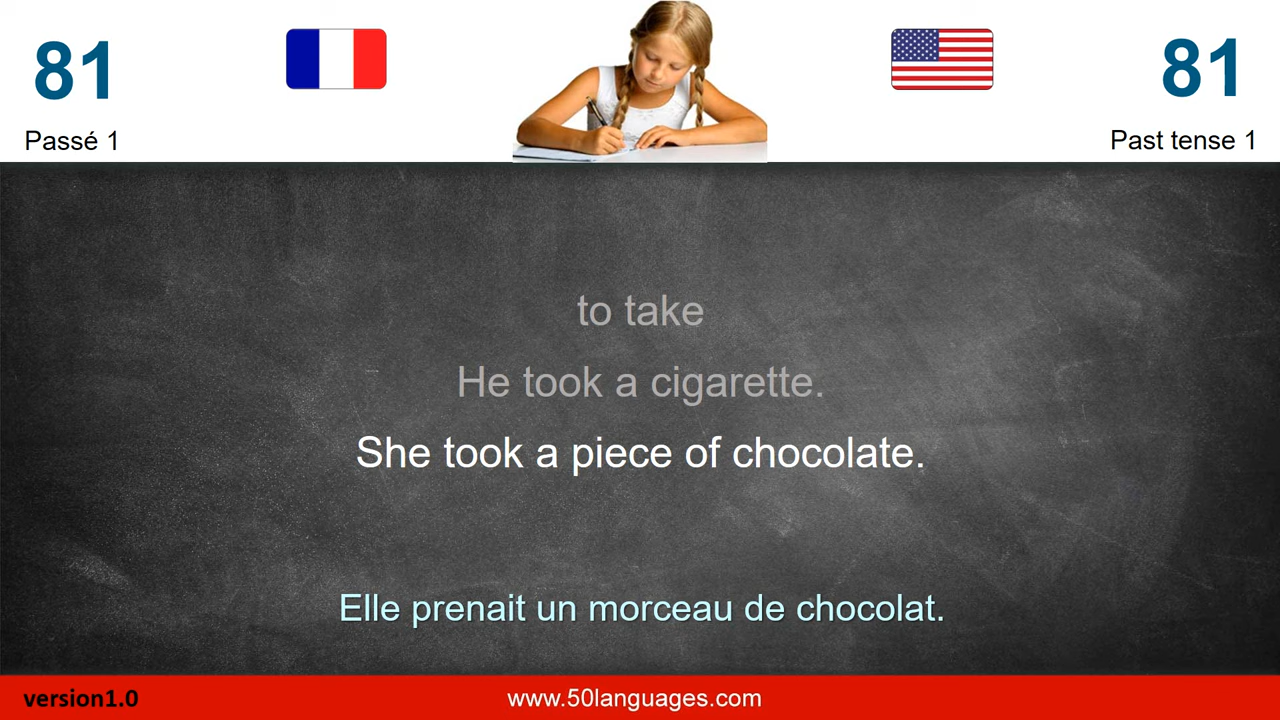 81
81
Passé 1
Past tense 1
to take
He took a cigarette.
She took a piece of chocolate.
Elle prenait un morceau de chocolat.
version1.0
www.50languages.com